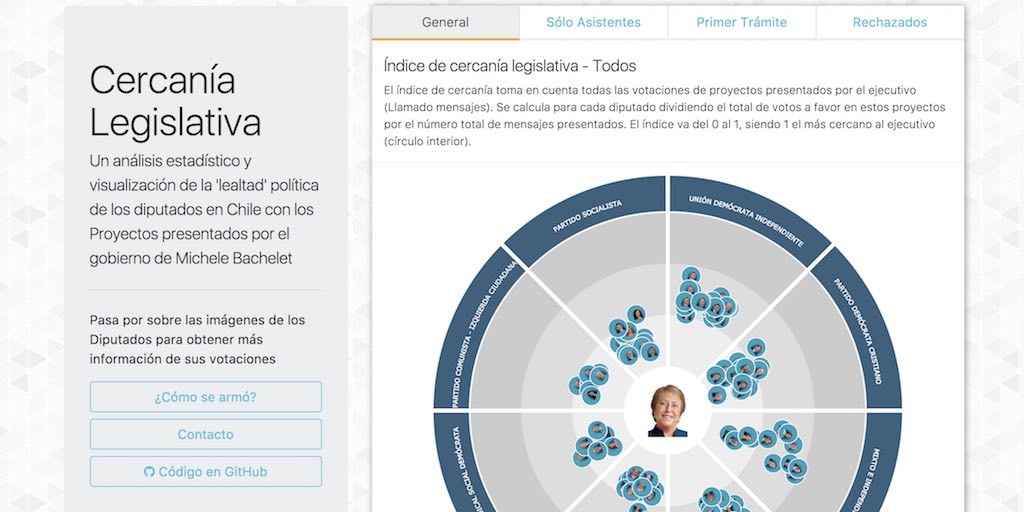 Cercanía
Legislativa
Un análisis estadístico y
visualización de la 'lealtad' política
de los diputados en Chile con los
Proyectos presentados por el
gobierno de Michele Bachelet
Pasa por sobre las imágenes de los
Diputados para obtener más
información de sus votaciones
¿Cómo se armó?
Contacto
Código en GitHub
General
Sólo Asistentes
Primer Trámite
Rechazados
Índice de cercanía legislativa - Todos
El índice de cercanía toma en cuenta todas las votaciones de proyectos presentados por el ejecutivo
(Llamado mensajes). Se calcula para cada diputado dividiendo el total de votos a favor en estos proyectos
por el número total de mensajes presentados. El índice va del 0 al 1, siendo 1 el más cercano al ejecutivo
(círculo interior).
PARTIDO SOCIALISTA
UNIÓN DEMÓCRATA INDEPENDIENTE
PARTIDO COMUNISTA - IZQUIERDA CIUDADANA
PARTIDO DEMÓCRATA CRISTIANO
SOCIAL DEMÓCRATA
MIXTO E